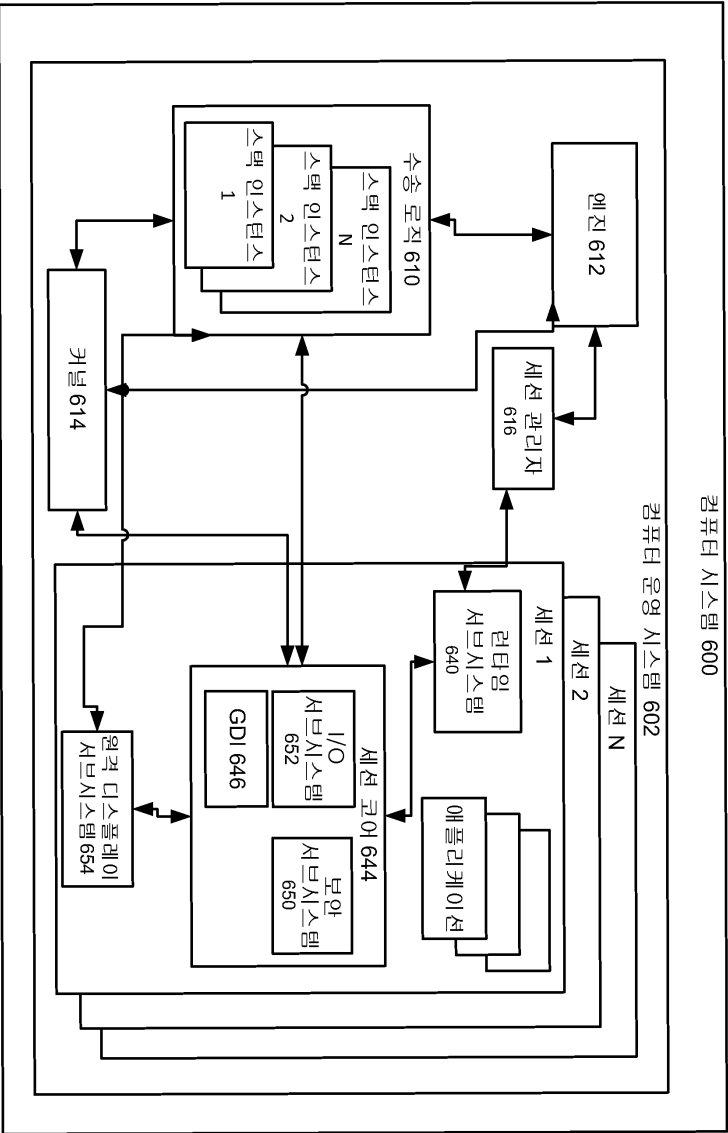 컴퓨터 시스템 600
컴퓨터 운영 시스템 602
엔진 612
세션 관리자
616
수송 로직 610
스택 인스턴스
N
스택 인스턴스
2
스택 인스턴스
1
커널 614
세션 N
세션 2
세션 1
런타임
서브시스템
640
애플리케이션
세션 코어 644
I/O
서브시스템
652
보안
서브시스템
650
GDI 646
원격 디스플레이
서브시스템 654